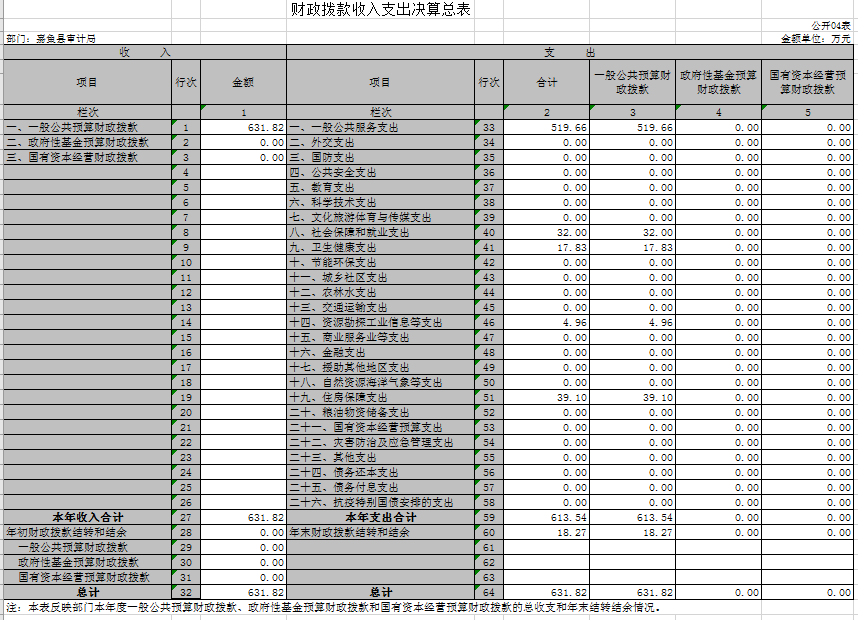 财政拨款收入支出决算总表
公开04表
部门：嘉鱼县审计局 金额单位：万元
收 入 支 出
项目 行次 金额 项目 行次 合计 一般公共预算财政拨款 政府性基金预算财政拨款 国有资本经营预算财政拨款
栏次 1 栏次 2 3 4 5
一、一般公共预算财政拨款 1 631.82 一、一般公共服务支出 33 519.66 519.66 0.00 0.00
二、政府性基金预算财政拨款 2 0.00 二、外交支出 34 0.00 0.00 0.00 0.00
三、国有资本经营财政拨款 3 0.00 三、国防支出 35 0.00 0.00 0.00 0.00
4 四、公共安全支出 36 0.00 0.00 0.00 0.00
5 五、教育支出 37 0.00 0.00 0.00 0.00
6 六、科学技术支出 38 0.00 0.00 0.00 0.00
7 七、文化旅游体育与传媒支出 39 0.00 0.00 0.00 0.00
8 八、社会保障和就业支出 40 32.00 32.00 0.00 0.00
9 九、卫生健康支出 41 17.83 17.83 0.00 0.00
10 十、节能环保支出 42 0.00 0.00 0.00 0.00
11 十一、城乡社区支出 43 0.00 0.00 0.00 0.00
12 十二、农林水支出 44 0.00 0.00 0.00 0.00
13 十三、交通运输支出 45 0.00 0.00 0.00 0.00
14 十四、资源勘探工业信息等支出 46 4.96 4.96 0.00 0.00
15 十五、商业服务业等支出 47 0.00 0.00 0.00 0.00
16 十六、金融支出 48 0.00 0.00 0.00 0.00
17 十七、援助其他地区支出 49 0.00 0.00 0.00 0.00
18 十八、自然资源海洋气象等支出 50 0.00 0.00 0.00 0.00
19 十九、住房保障支出 51 39.10 39.10 0.00 0.00
20 二十、粮油物资储备支出 52 0.00 0.00 0.00 0.00
21 二十一、国有资本经营预算支出 53 0.00 0.00 0.00 0.00
22 二十二、灾害防治及应急管理支出 54 0.00 0.00 0.00 0.00
23 二十三、其他支出 55 0.00 0.00 0.00 0.00
24 二十四、债务还本支出 56 0.00 0.00 0.00 0.00
25 二十五、债务付息支出 57 0.00 0.00 0.00 0.00
26 二十六、抗疫特别国债安排的支出 58 0.00 0.00 0.00 0.00
本年收入合计 27 631.82 本年支出合计 59 613.54 613.54 0.00 0.00
年初财政拨款结转和结余 28 0.00 年末财政拨款结转和结余 60 18.27 18.27 0.00 0.00
一般公共预算财政拨款 29 0.00 61
政府性基金预算财政拨款 30 0.00 62
国有资本经营预算财政拨款 31 0.00 63
总计 32 631.82 总计 64 631.82 631.82 0.00 0.00
注：本表反映部门本年度一般公共预算财政拨款、政府性基金预算财政拨款和国有资本经营预算财政拨款的总收支和年末结转结余情况。